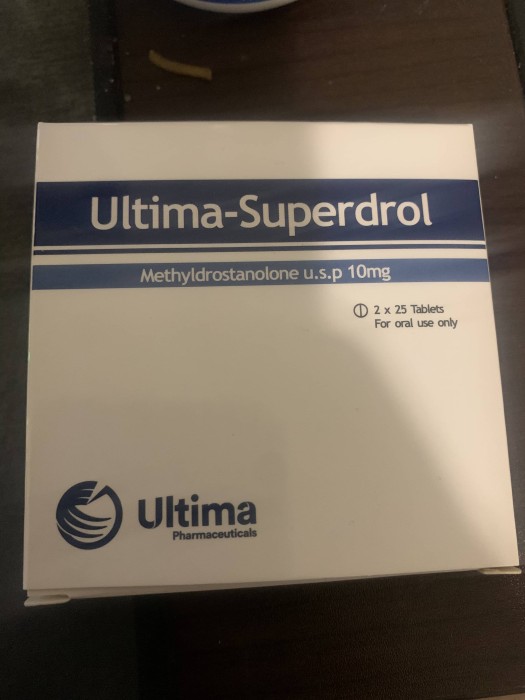 Ultima-Superdrol
Methyldrostanolone u.s.p 10mg
2 x 25 Tablets
For oral use only
Ultima
Pharmaceuticals